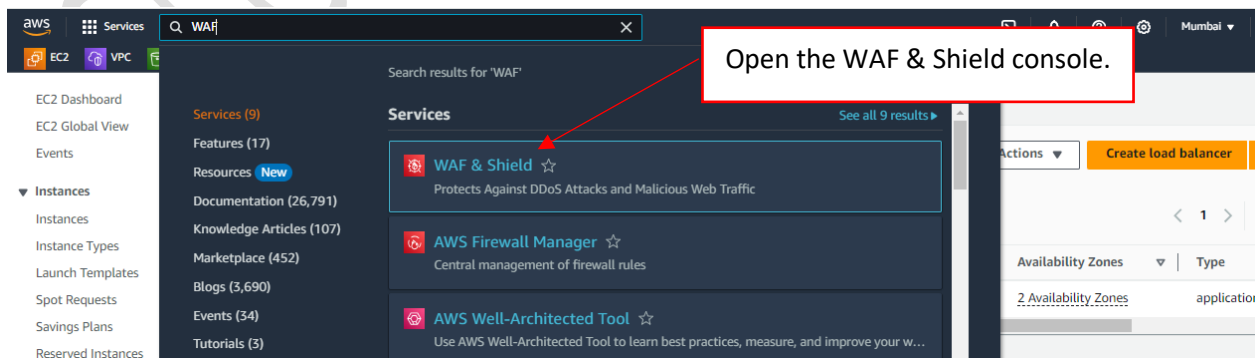 aws
Services
WAF
Mumbai
EC2
VPC
Open the WAF & Shield console.
EC2 Dashboard
EC2 Global View
Events
Instances
Instances
Instance Types
Launch Templates
Spot Requests
Savings Plans
Reserved Instances
Search results for 'WAF'
Services (9)
Features (17)
Resources New
Documentation (26,791)
Knowledge Articles (107)
Marketplace (452)
Blogs (3,690)
Events (34)
Tutorials (3)
Services
See all 9 results
WAF & Shield
Protects Against DDoS Attacks and Malicious Web Traffic
AWS Firewall Manager
Central management of firewall rules
AWS Well-Architected Tool
Use AWS Well-Architected Tool to learn best practices, measure, and improve your w...
Create load balancer
1
Availability Zones
Type
2 Availability Zones